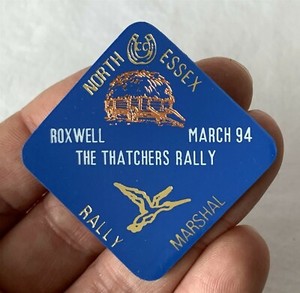 NORTH ESSEX
CC
ROXWELL MARCH 94
THE THATCHERS RALLY
RALLY MARSHAL